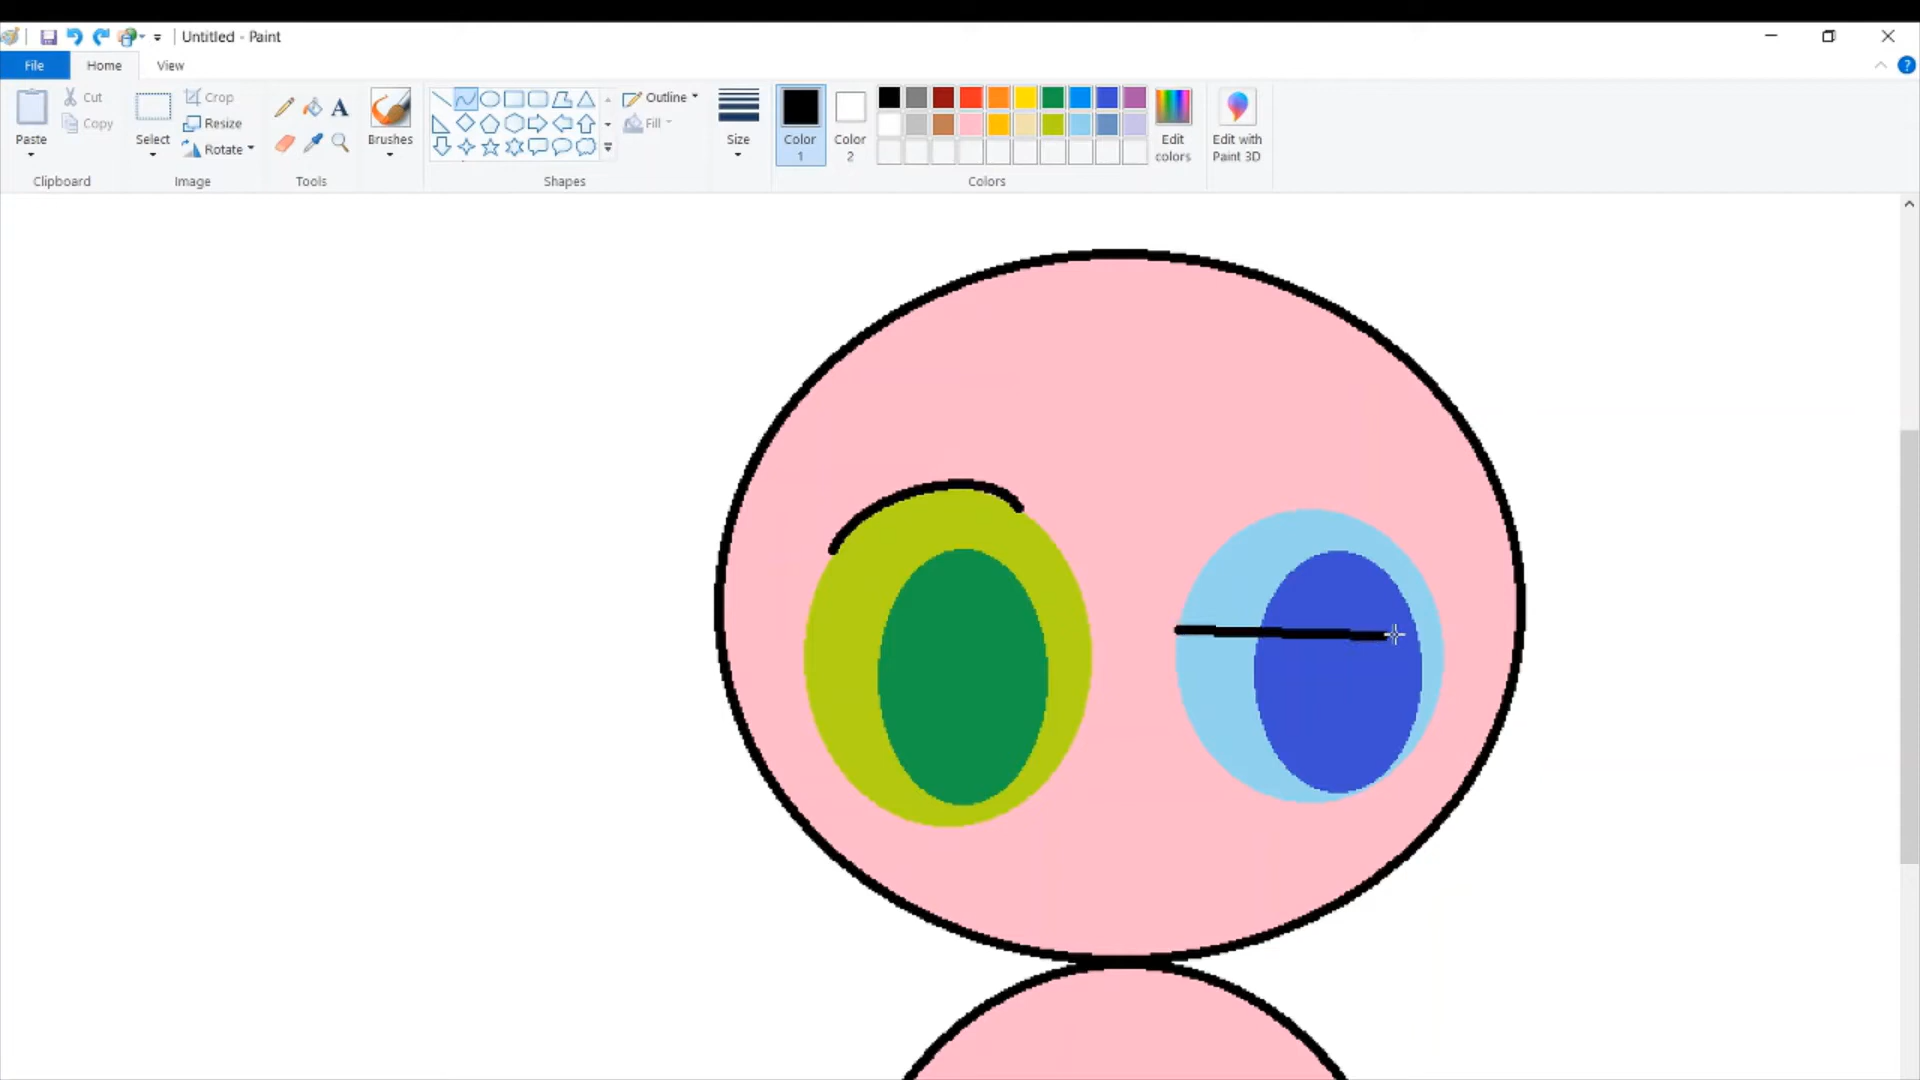 Untitled - Paint
File Home View
Paste
Cut
Copy
Clipboard
Select
Crop
Resize
Rotate
Image
A
Tools
Brushes
Outline
Fill
Shapes
Size
Color
1
Color
2
Colors
Edit
colors
Edit with
Paint 3D
?